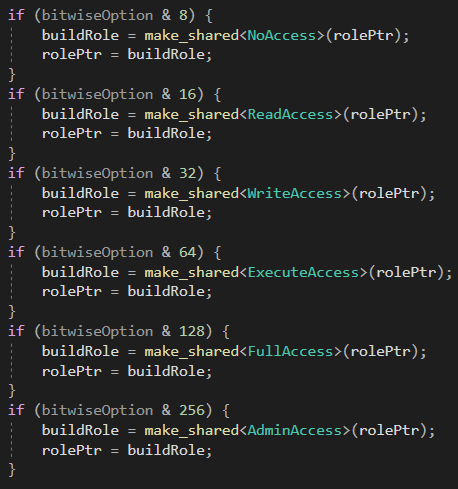 if (bitwiseOption & 8) {
    buildRole = make_shared<NoAccess>(rolePtr);
    rolePtr = buildRole;
}
if (bitwiseOption & 16) {
    buildRole = make_shared<ReadAccess>(rolePtr);
    rolePtr = buildRole;
}
if (bitwiseOption & 32) {
    buildRole = make_shared<WriteAccess>(rolePtr);
    rolePtr = buildRole;
}
if (bitwiseOption & 64) {
    buildRole = make_shared<ExecuteAccess>(rolePtr);
    rolePtr = buildRole;
}
if (bitwiseOption & 128) {
    buildRole = make_shared<FullAccess>(rolePtr);
    rolePtr = buildRole;
}
if (bitwiseOption & 256) {
    buildRole = make_shared<AdminAccess>(rolePtr);
    rolePtr = buildRole;
}